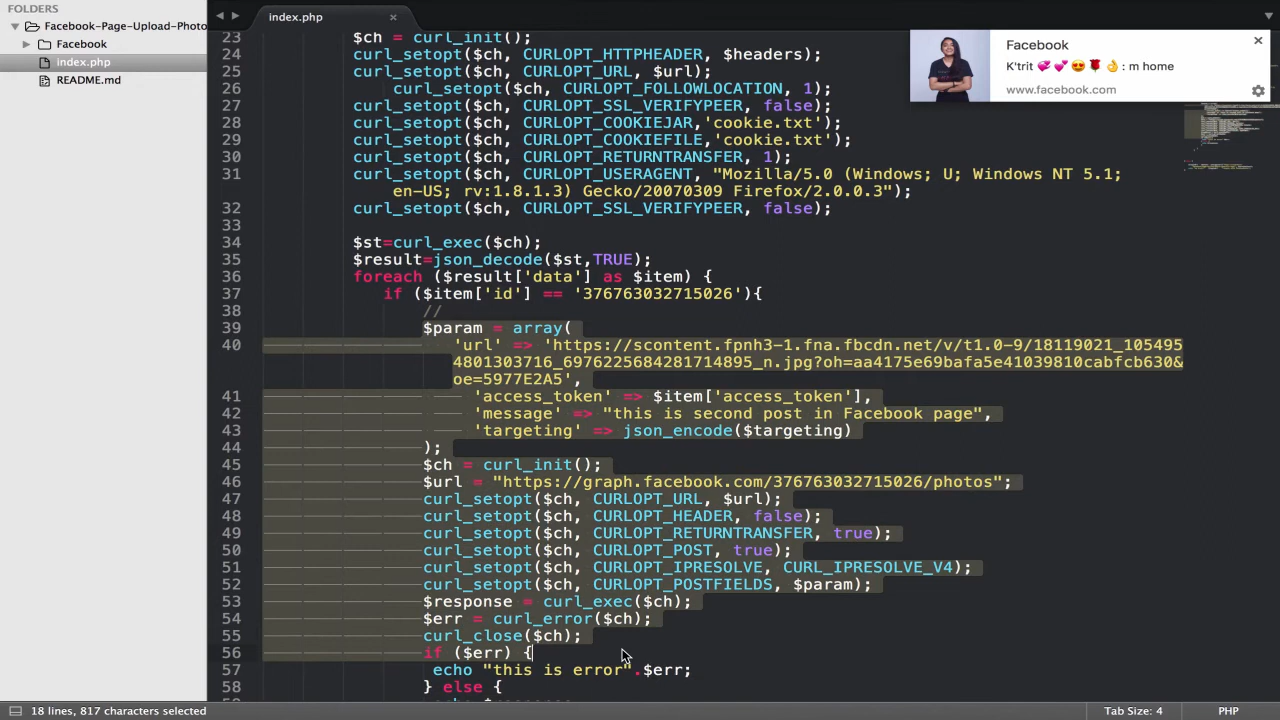 FOLDERS
Facebook-Page-Upload-Photo
Facebook
index.php
README.md
index.php
Facebook
K'trit 💞💕😍🌹👌: m home
www.facebook.com
23 $ch = curl_init();
24 curl_setopt($ch, CURLOPT_HTTPHEADER, $headers);
25 curl_setopt($ch, CURLOPT_URL, $url);
26 curl_setopt($ch, CURLOPT_FOLLOWLOCATION, 1);
27 curl_setopt($ch, CURLOPT_SSL_VERIFYPEER, false);
28 curl_setopt($ch, CURLOPT_COOKIEJAR,'cookie.txt');
29 curl_setopt($ch, CURLOPT_COOKIEFILE,'cookie.txt');
30 curl_setopt($ch, CURLOPT_RETURNTRANSFER, 1);
31 curl_setopt($ch, CURLOPT_USERAGENT, "Mozilla/5.0 (Windows; U; Windows NT 5.1;
en-US; rv:1.8.1.3) Gecko/20070309 Firefox/2.0.0.3");
32 curl_setopt($ch, CURLOPT_SSL_VERIFYPEER, false);
33
34 $st=curl_exec($ch);
35 $result=json_decode($st,TRUE);
36 foreach ($result['data'] as $item) {
37 if ($item['id'] == '376763032715026'){
38 //
39 $param = array(
40 'url' => 'https://scontent.fpnh3-1.fna.fbcdn.net/v/t1.0-9/18119021_105495
4801303716_6976225684281714895_n.jpg?oh=aa4175e69bafa5e41039810cabfcb630&
oe=5977E2A5',
41 'access_token' => $item['access_token'],
42 'message' => "this is second post in Facebook page",
43 'targeting' => json_encode($targeting)
44 );
45 $ch = curl_init();
46 $url = "https://graph.facebook.com/376763032715026/photos";
47 curl_setopt($ch, CURLOPT_URL, $url);
48 curl_setopt($ch, CURLOPT_HEADER, false);
49 curl_setopt($ch, CURLOPT_RETURNTRANSFER, true);
50 curl_setopt($ch, CURLOPT_POST, true);
51 curl_setopt($ch, CURLOPT_IPRESOLVE, CURL_IPRESOLVE_V4);
52 curl_setopt($ch, CURLOPT_POSTFIELDS, $param);
53 $response = curl_exec($ch);
54 $err = curl_error($ch);
55 curl_close($ch);
56 if ($err) {
57 echo "this is error".$err;
58 } else {
18 lines, 817 characters selected
Tab Size: 4
PHP